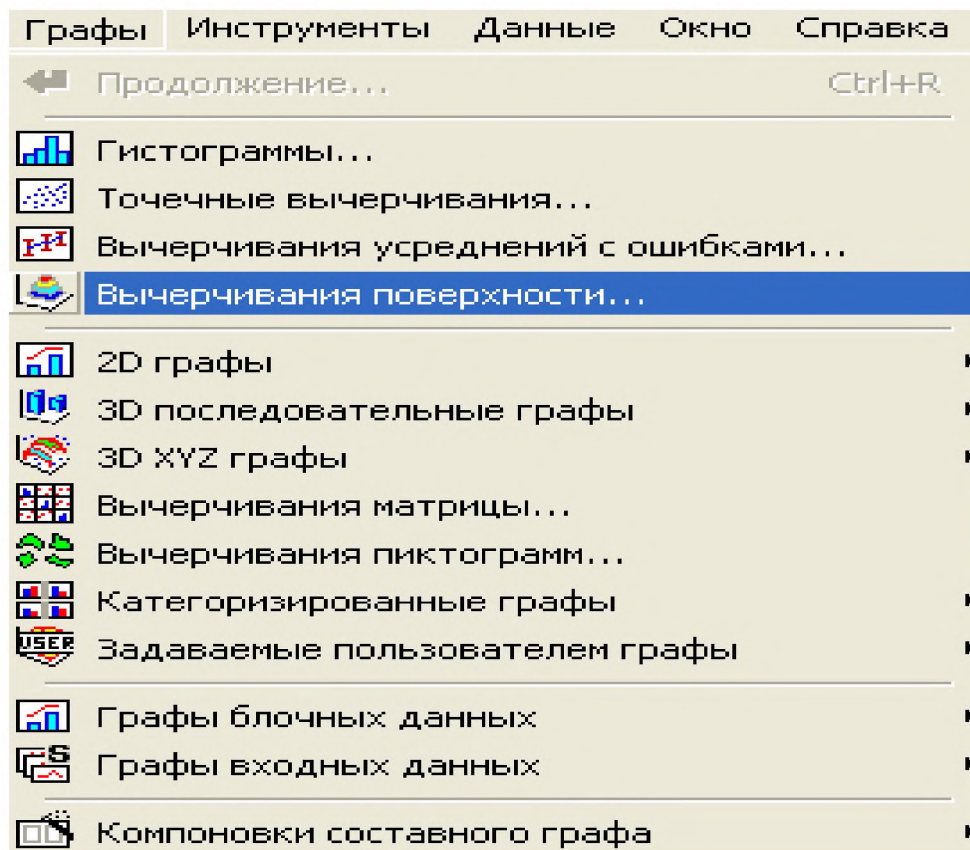 Графы Инструменты Данные Окно Справка
Продолжение... Ctrl+R
Гистограммы...
Точечные вычерчивания...
Вычерчивания усреднений с ошибками...
Вычерчивания поверхности...
2D графы
3D последовательные графы
3D XYZ графы
Вычерчивания матрицы...
Вычерчивания пиктограмм...
Категоризированные графы
USER Задаваемые пользователем графы
Графы блочных данных
S Графы входных данных
Компоновки составного графа